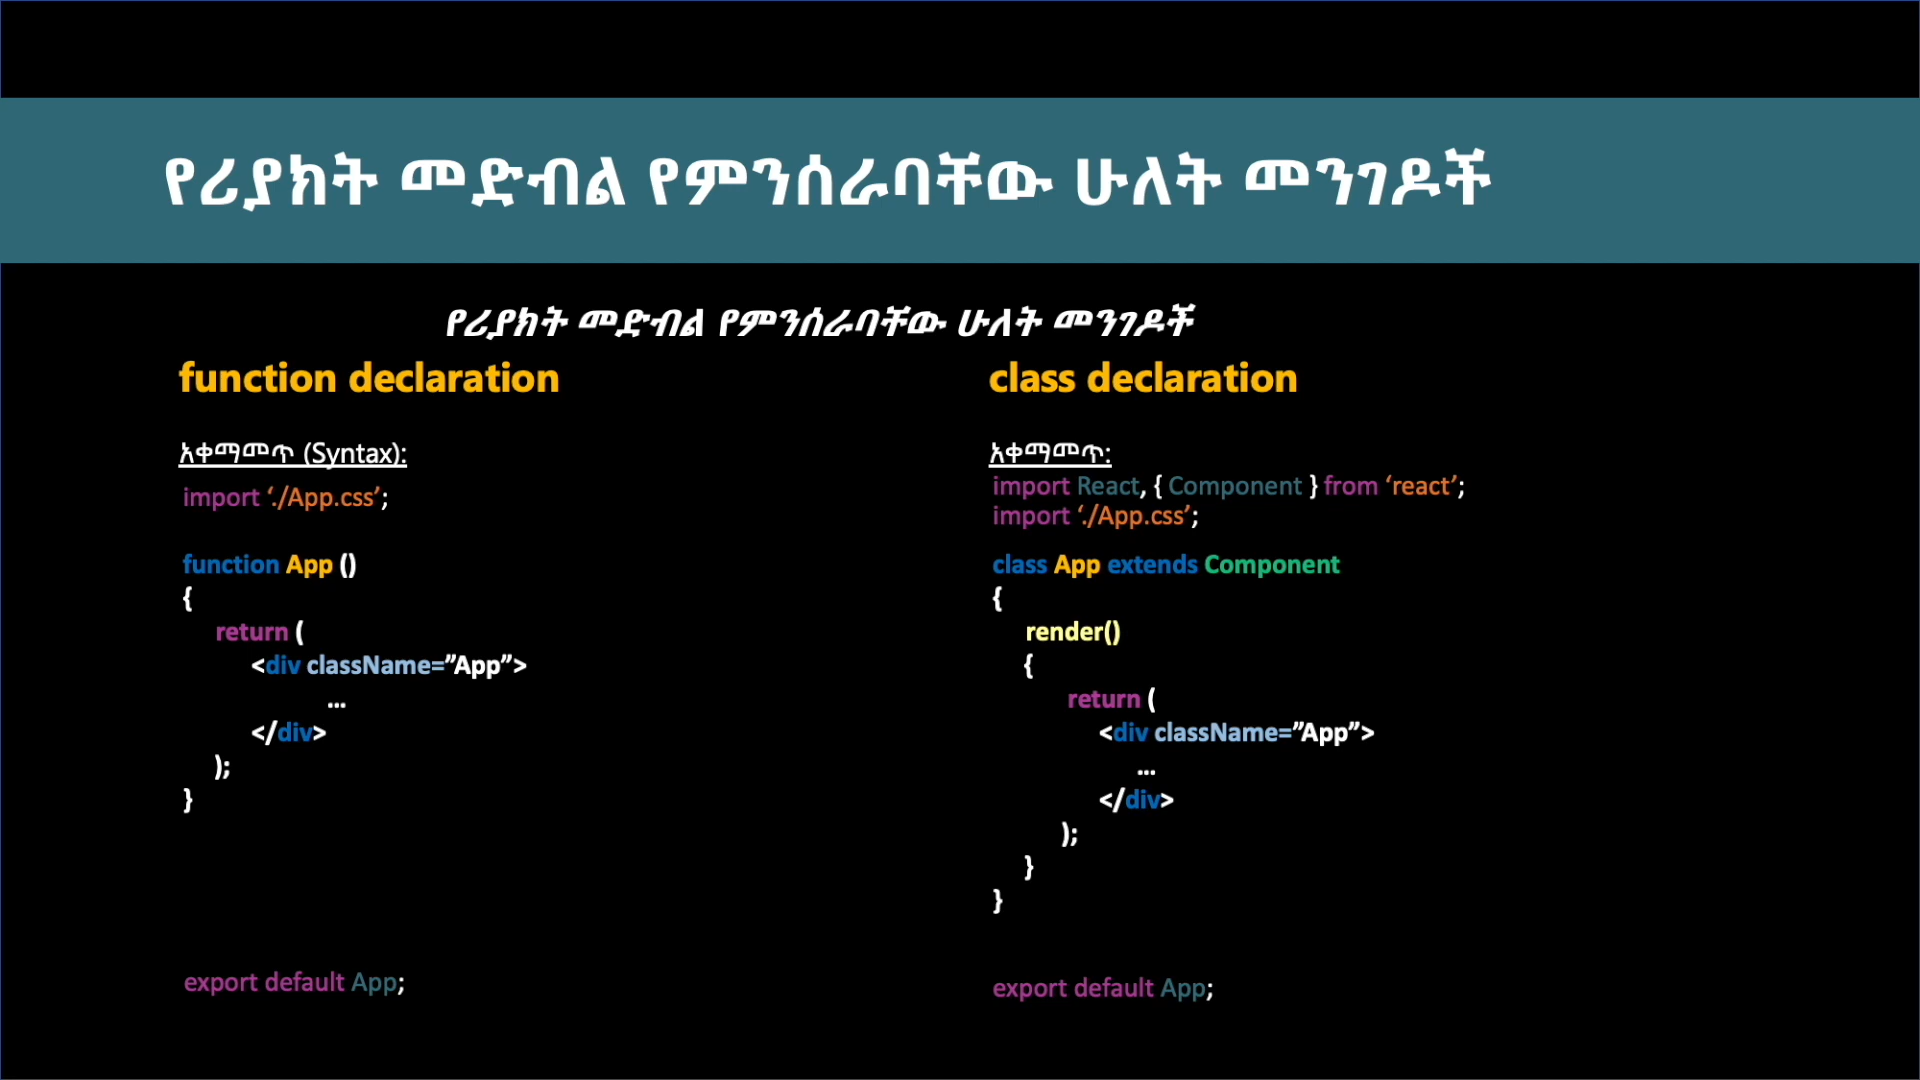 የሪያክት መድብል የምንሰራባቸው ሁለት መንገዶች
የሪያክት መድብል የምንሰራባቸው ሁለት መንገዶች
function declaration
አቀማመጥ (Syntax):
import ‘./App.css’;
function App ()
{
return (
<div className=”App”>
...
</div>
);
}
export default App;
class declaration
አቀማመጥ:
import React, { Component } from ‘react’;
import ‘./App.css’;
class App extends Component
{
render()
{
return (
<div className=”App”>
...
</div>
);
}
}
export default App;